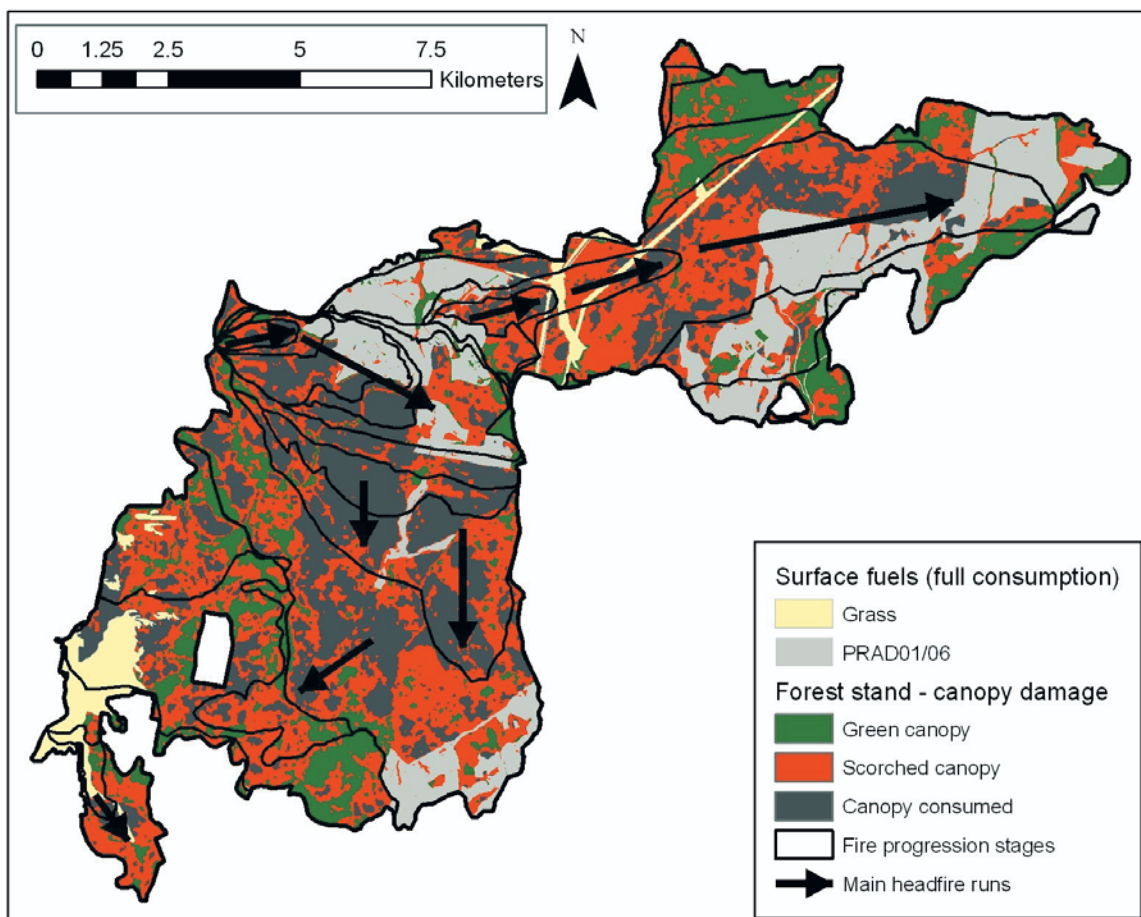 0 1.25 2.5 5 7.5
Kilometers
N
Surface fuels (full consumption)
Grass
PRAD01/06
Forest stand - canopy damage
Green canopy
Scorched canopy
Canopy consumed
Fire progression stages
Main headfire runs